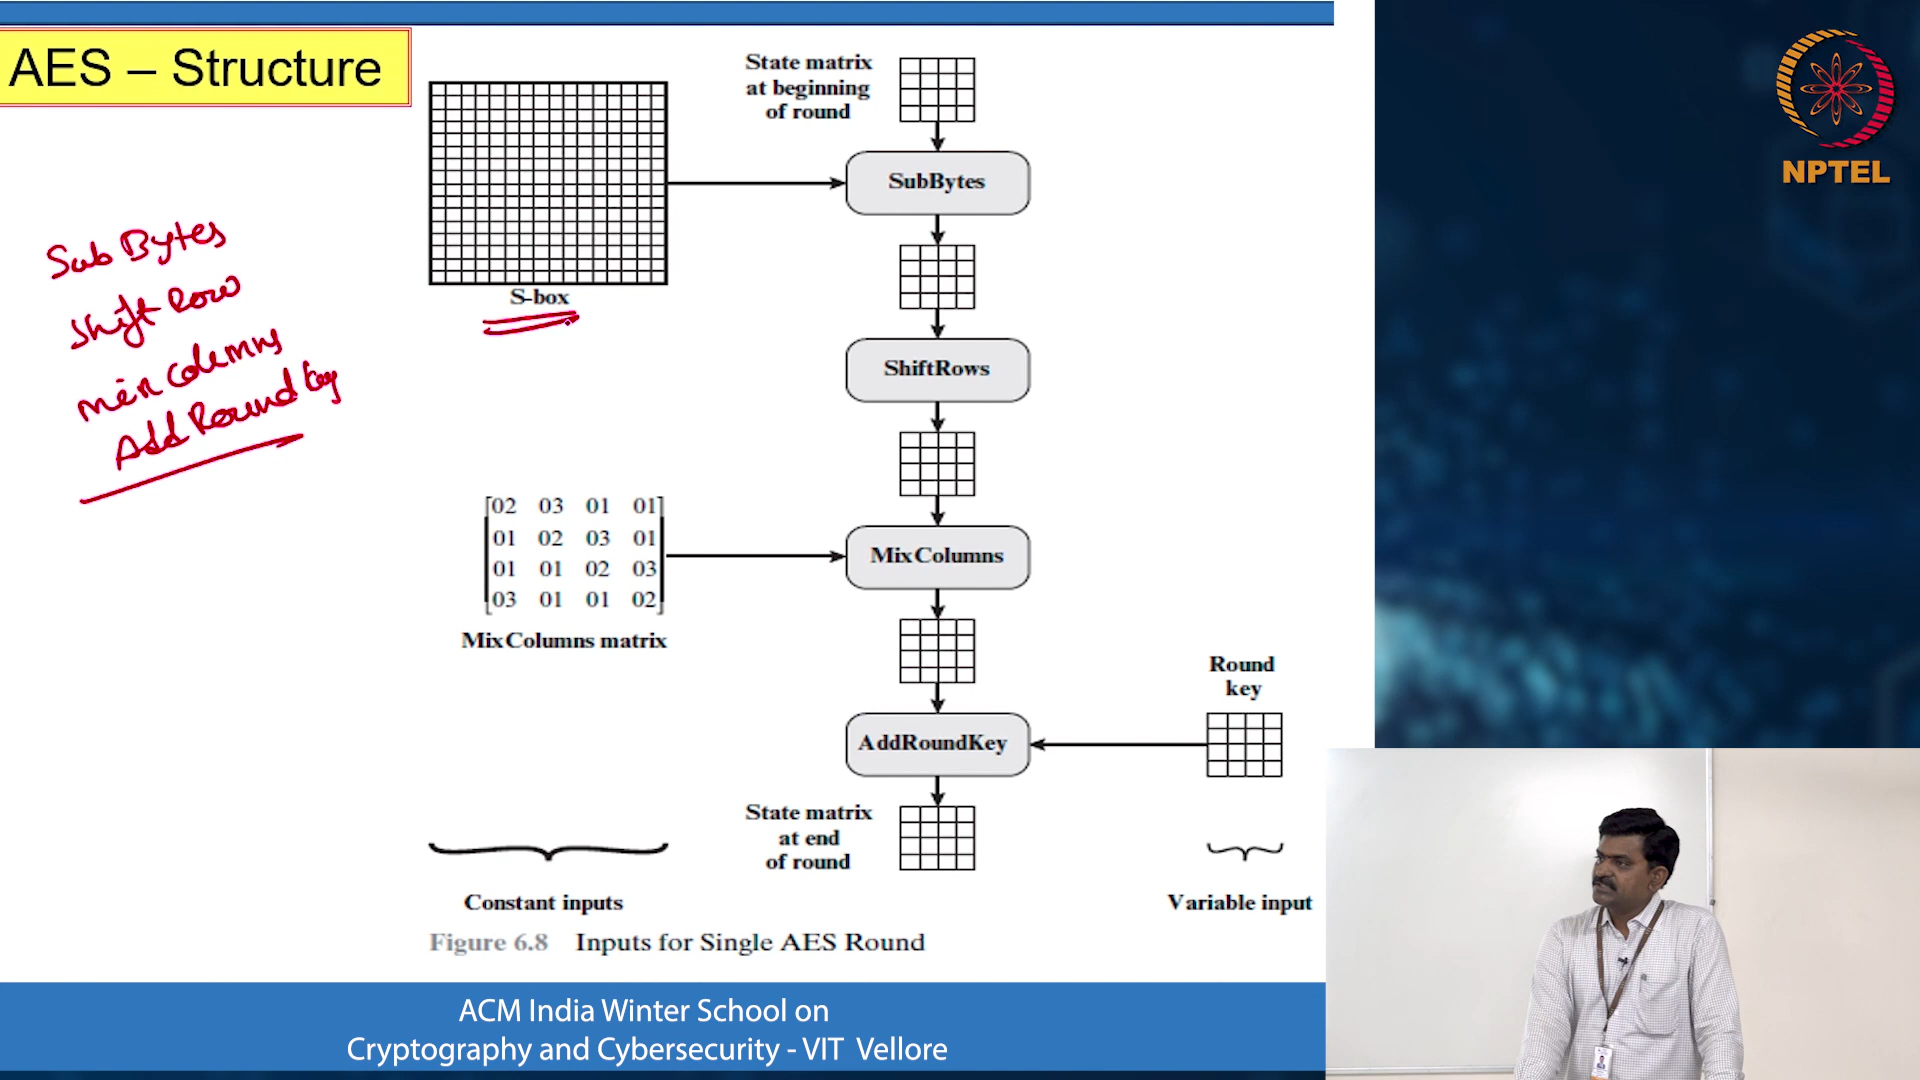 AES – Structure
State matrix
at beginning
of round
NPTEL
SubBytes
Sub Bytes
Shift Row
Mix Columns
Add Round Key
S-box
ShiftRows
02 03 01 01
01 02 03 01
01 01 02 03
03 01 01 02
MixColumns
MixColumns matrix
Round
key
AddRoundKey
State matrix
at end
of round
Constant inputs
Variable input
Figure 6.8 Inputs for Single AES Round
ACM India Winter School on
Cryptography and Cybersecurity - VIT Vellore